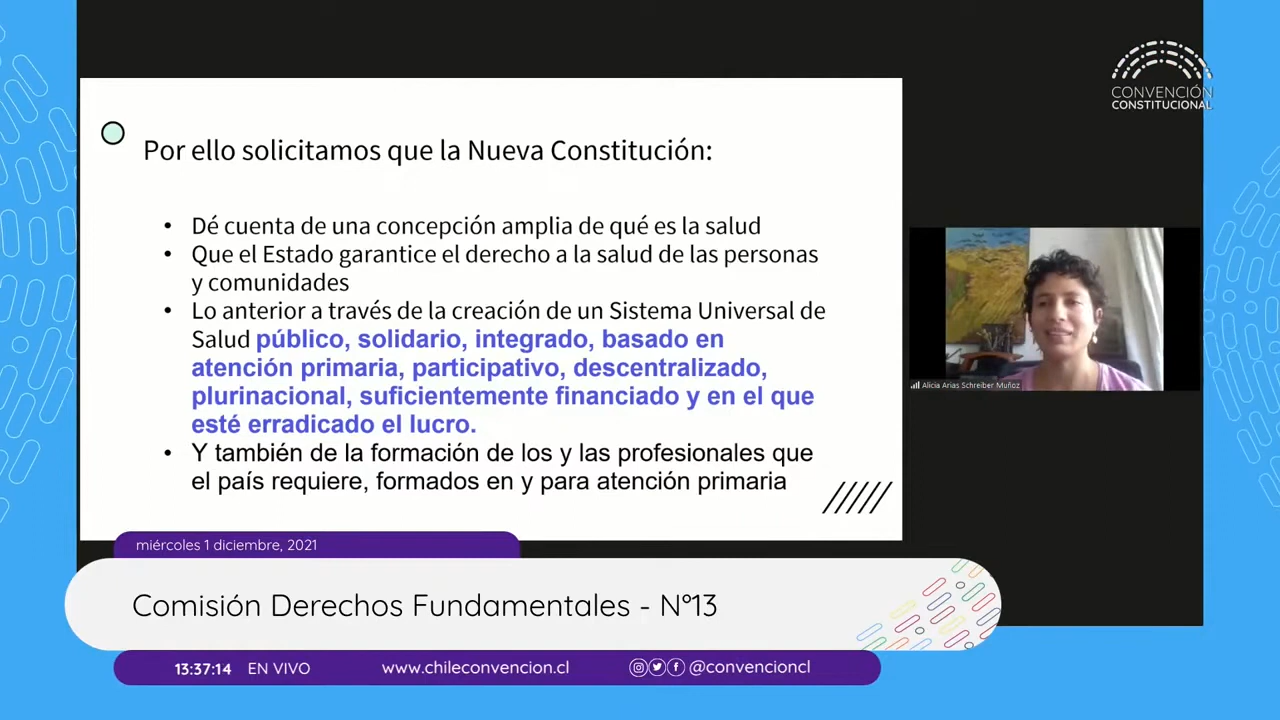 CONVENCIÓN
CONSTITUCIONAL
Por ello solicitamos que la Nueva Constitución:
• Dé cuenta de una concepción amplia de qué es la salud
• Que el Estado garantice el derecho a la salud de las personas
y comunidades
• Lo anterior a través de la creación de un Sistema Universal de
Salud público, solidario, integrado, basado en
atención primaria, participativo, descentralizado,
plurinacional, suficientemente financiado y en el que
esté erradicado el lucro.
• Y también de la formación de los y las profesionales que
el país requiere, formados en y para atención primaria
Alicia Arias Schreiber Muñoz
miércoles 1 diciembre, 2021
Comisión Derechos Fundamentales - N°13
13:37:14 EN VIVO www.chileconvencion.cl @convencioncl